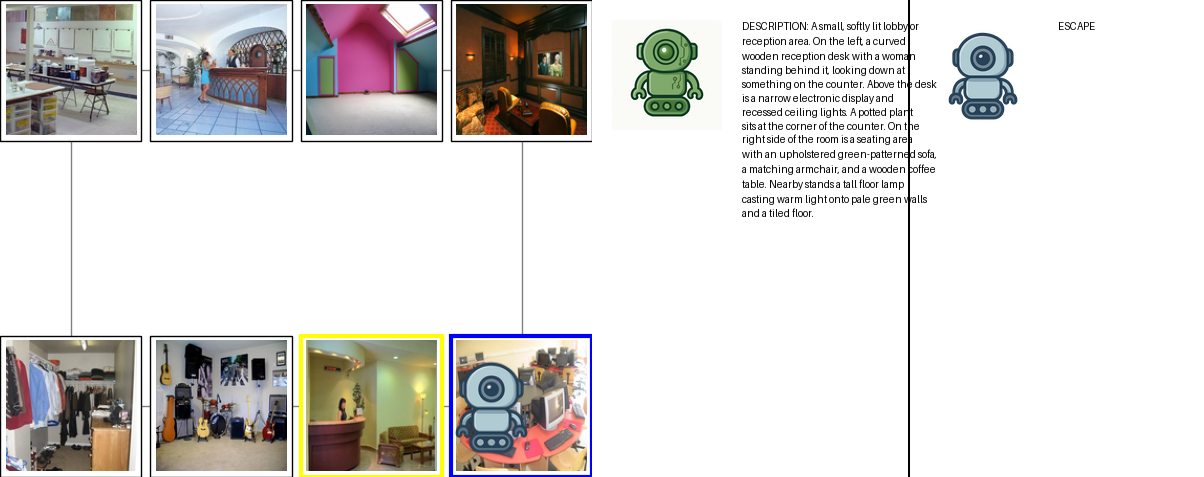 DESCRIPTION: A small, softly lit lobby or
reception area. On the left, a curved
wooden reception desk with a woman
standing behind it, looking down at
something on the counter. Above the desk
is a narrow electronic display and
recessed ceiling lights. A potted plant
sits at the corner of the counter. On the
right side of the room is a seating area
with an upholstered green-patterned sofa,
a matching armchair, and a wooden coffee
table. Nearby stands a tall floor lamp
casting warm light onto pale green walls
and a tiled floor.
ESCAPE